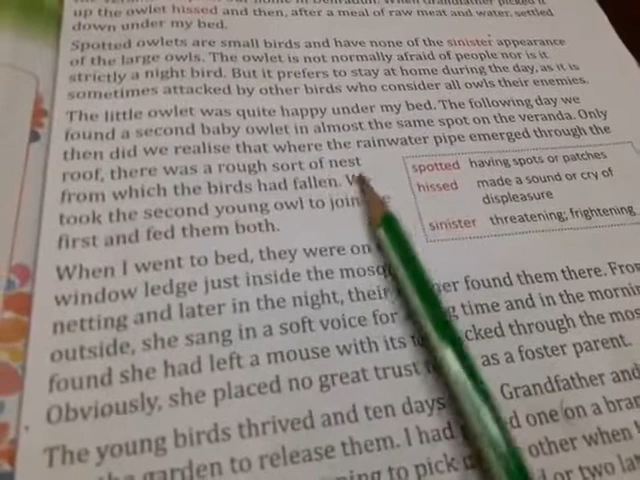 up the owlet hissed and then, after a meal of raw meat and water, settled
down under my bed.
Spotted owlets are small birds and have none of the sinister appearance
of the large owls. The owlet is not normally afraid of people nor is it
strictly a night bird. But it prefers to stay at home during the day, as it is
sometimes attacked by other birds who consider all owls their enemies.
The little owlet was quite happy under my bed. The following day we
found a second baby owlet in almost the same spot on the veranda. Only
then did we realise that where the rainwater pipe emerged through the
roof, there was a rough sort of nest
from which the birds had fallen.
took the second young owl to join
first and fed them both.
spotted having spots or patches
hissed made a sound or cry of
displeasure
sinister threatening; frightening
When I went to bed, they were on
window ledge just inside the
netting and later in the night, their found them there. From
outside, she sang in a soft voice for time and in the
found she had left a mouse with its through the
Obviously, she placed no great trust as a foster parent.
The young birds thrived and ten days Grandfather and
garden to release them. I had one on a
to pick other when
or two